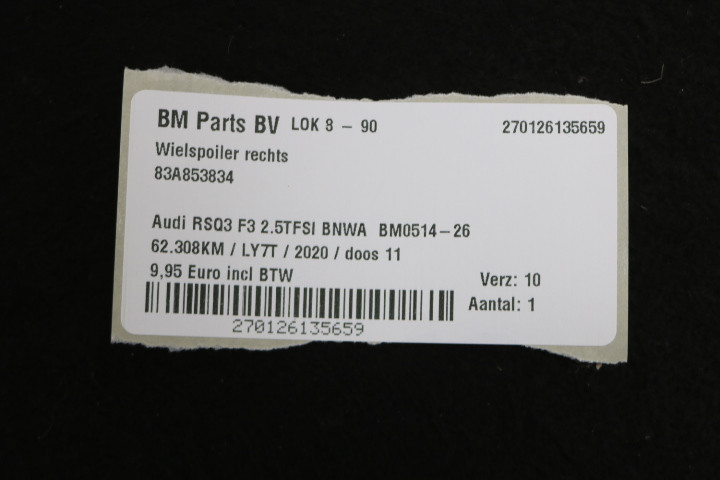 BM Parts BV LOK 8 - 90 270126135659
Wielspoiler rechts
83A853834
Audi RSQ3 F3 2.5TFSI BNWA BM0514-26
62.308KM / LY7T / 2020 / doos 11
9,95 Euro incl BTW Verz: 10
Aantal: 1
270126135659